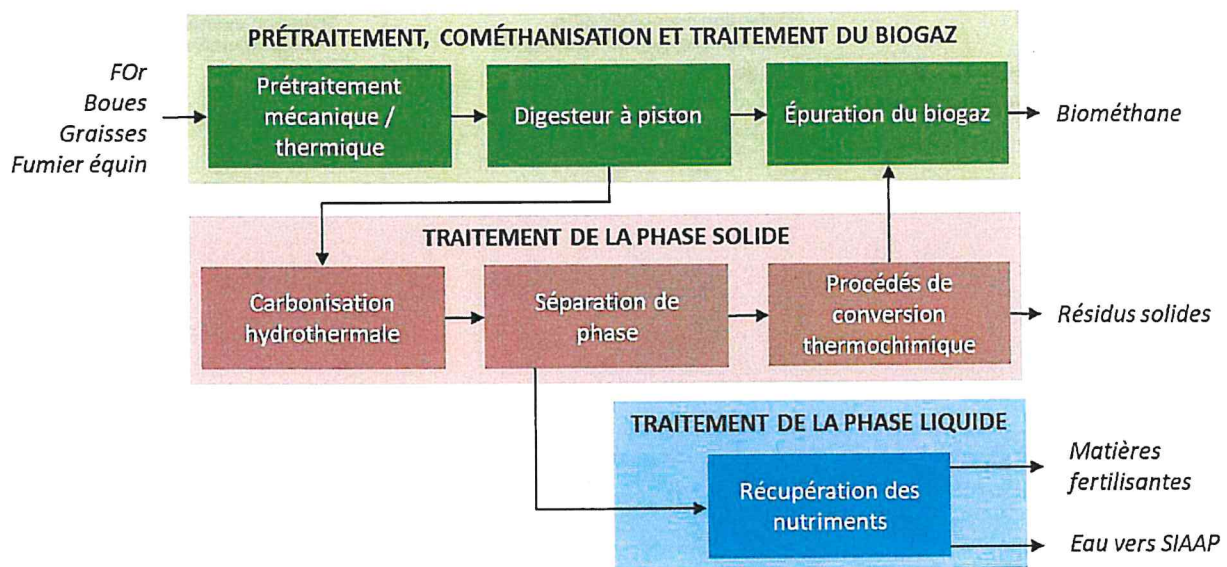 PRÉTRAITEMENT, COMÉTHANISATION ET TRAITEMENT DU BIOGAZ
FOr
Boues
Graisses
Fumier équin
Prétraitement
mécanique /
thermique
Digesteur à piston
Épuration du biogaz
Biométhane
TRAITEMENT DE LA PHASE SOLIDE
Carbonisation
hydrothermale
Séparation de
phase
Procédés de
conversion
thermochimique
Résidus solides
TRAITEMENT DE LA PHASE LIQUIDE
Récupération des
nutriments
Matières
fertilisantes
Eau vers SIAAP